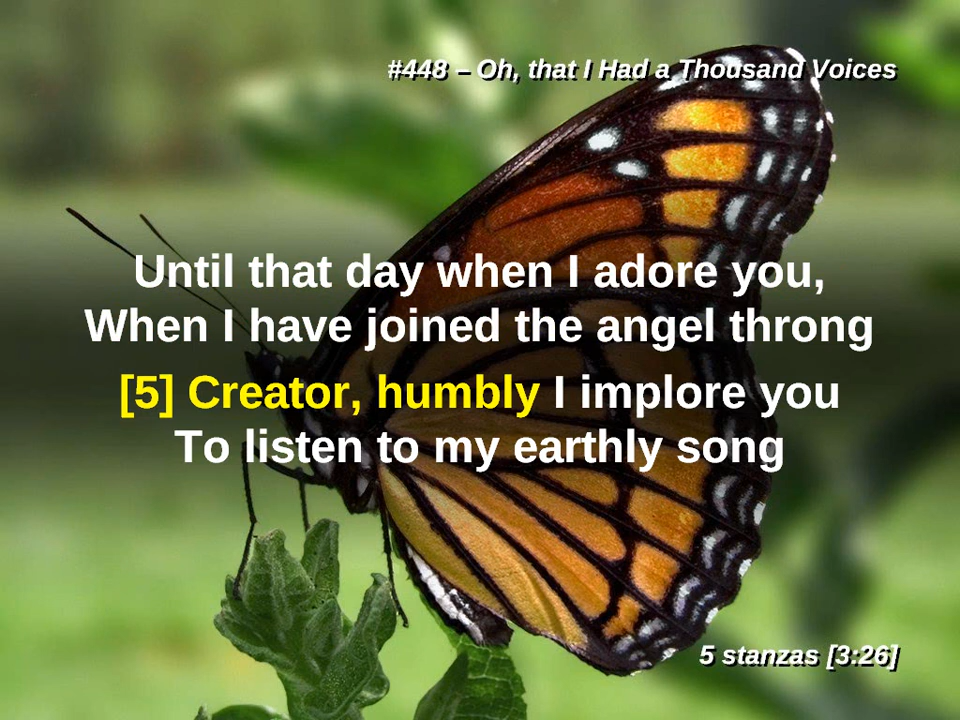 #448 – Oh, that I Had a Thousand Voices
Until that day when I adore you,
When I have joined the angel throng
[5] Creator, humbly I implore you
To listen to my earthly song
5 stanzas [3:26]